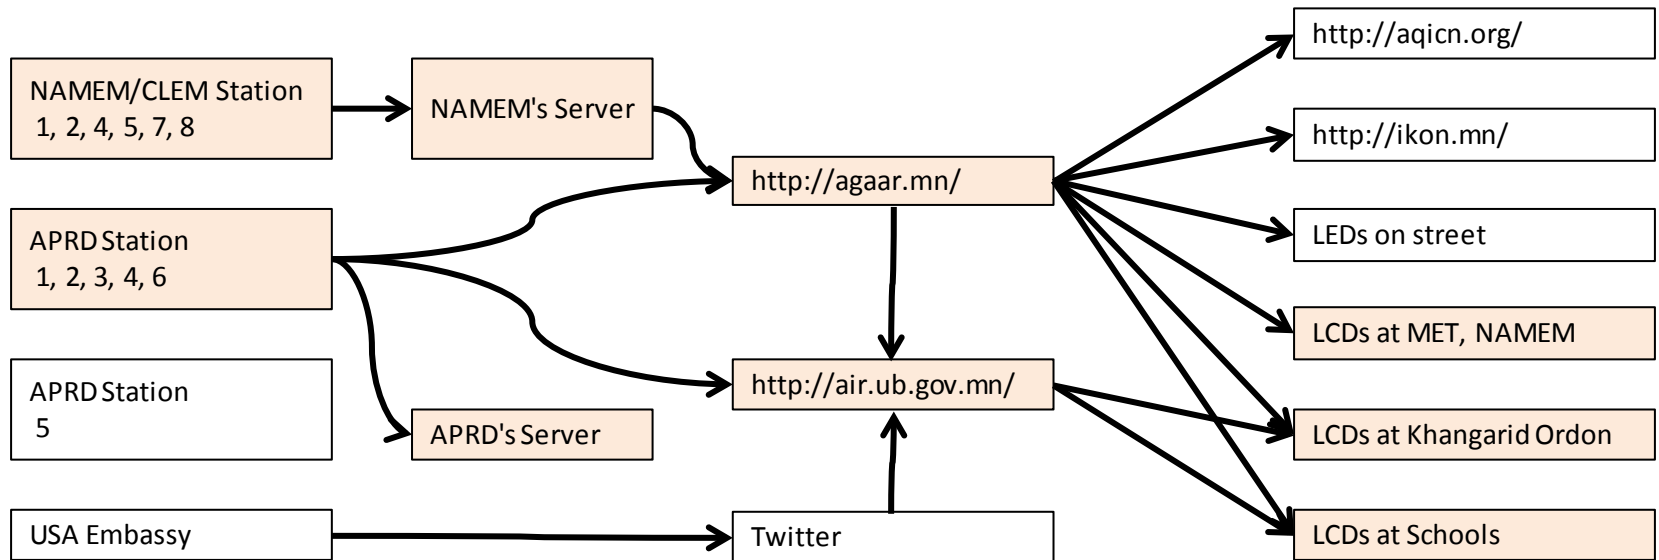 NAMEM/CLEM Station
1, 2, 4, 5, 7, 8
APRD Station
1, 2, 3, 4, 6
APRD Station
5
USA Embassy
NAMEM's Server
APRD's Server
http://agaar.mn/
http://air.ub.gov.mn/
Twitter
http://aqicn.org/
http://ikon.mn/
LEDs on street
LCDs at MET, NAMEM
LCDs at Khangarid Ordon
LCDs at Schools